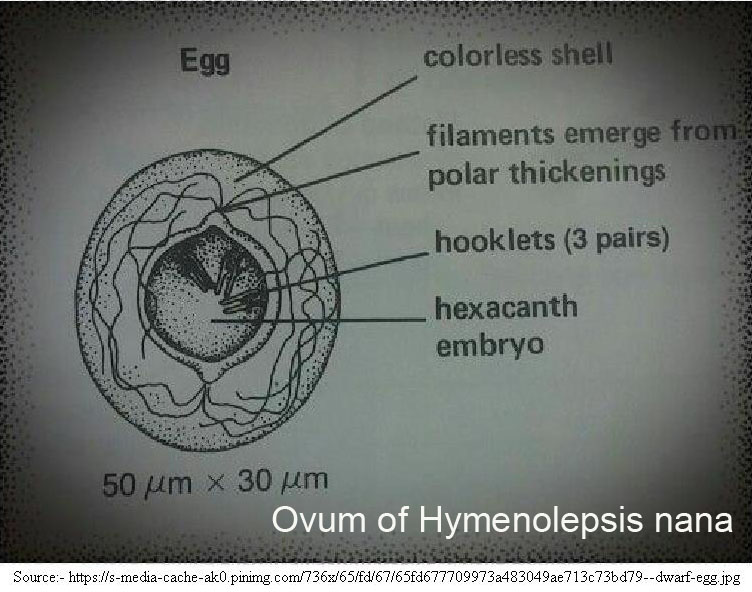 Egg
colorless shell
filaments emerge from
polar thickenings
hooklets (3 pairs)
hexacanth
embryo
50 μm × 30 μm
Ovum of Hymenolepsis nana
Source:- https://s-media-cache-ak0.pinimg.com/736x/65/fd/67/65fd677709973a483049ae713c73bd79--dwarf-egg.jpg